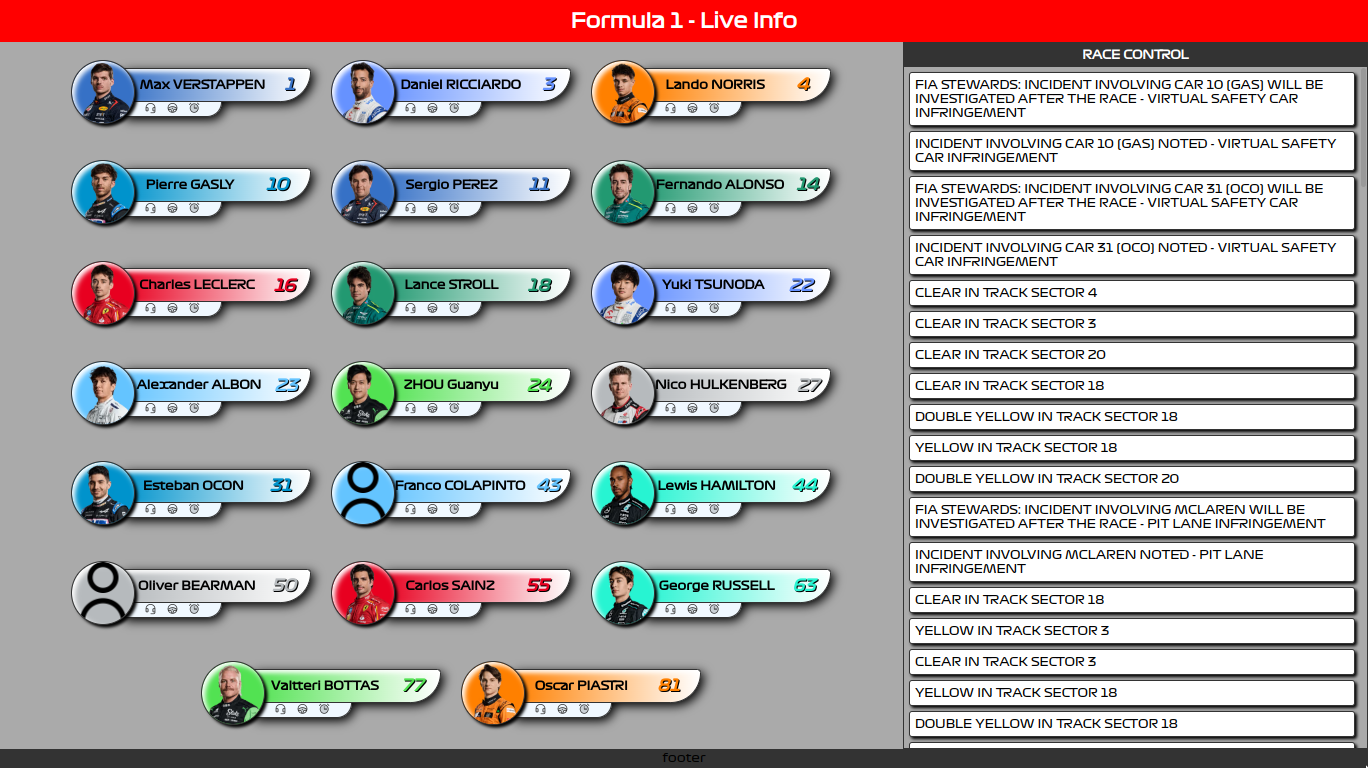 Formula 1 - Live Info
Max VERSTAPPEN 1
Daniel RICCIARDO 3
Lando NORRIS 4
Pierre GASLY 10
Sergio PEREZ 11
Fernando ALONSO 14
Charles LECLERC 16
Lance STROLL 18
Yuki TSUNODA 22
Alexander ALBON 23
ZHOU Guanyu 24
Nico HULKENBERG 27
Esteban OCON 31
Franco COLAPINTO 43
Lewis HAMILTON 44
Oliver BEARMAN 50
Carlos SAINZ 55
George RUSSELL 63
Valtteri BOTTAS 77
Oscar PIASTRI 81
RACE CONTROL
FIA STEWARDS: INCIDENT INVOLVING CAR 10 (GAS) WILL BE
INVESTIGATED AFTER THE RACE - VIRTUAL SAFETY CAR
INFRINGEMENT
INCIDENT INVOLVING CAR 10 (GAS) NOTED - VIRTUAL SAFETY
CAR INFRINGEMENT
FIA STEWARDS: INCIDENT INVOLVING CAR 31 (OCO) WILL BE
INVESTIGATED AFTER THE RACE - VIRTUAL SAFETY CAR
INFRINGEMENT
INCIDENT INVOLVING CAR 31 (OCO) NOTED - VIRTUAL SAFETY
CAR INFRINGEMENT
CLEAR IN TRACK SECTOR 4
CLEAR IN TRACK SECTOR 3
CLEAR IN TRACK SECTOR 20
CLEAR IN TRACK SECTOR 18
DOUBLE YELLOW IN TRACK SECTOR 18
YELLOW IN TRACK SECTOR 18
DOUBLE YELLOW IN TRACK SECTOR 20
FIA STEWARDS: INCIDENT INVOLVING MCLAREN WILL BE
INVESTIGATED AFTER THE RACE - PIT LANE INFRINGEMENT
INCIDENT INVOLVING MCLAREN NOTED - PIT LANE
INFRINGEMENT
CLEAR IN TRACK SECTOR 18
YELLOW IN TRACK SECTOR 3
CLEAR IN TRACK SECTOR 3
YELLOW IN TRACK SECTOR 18
DOUBLE YELLOW IN TRACK SECTOR 18
footer